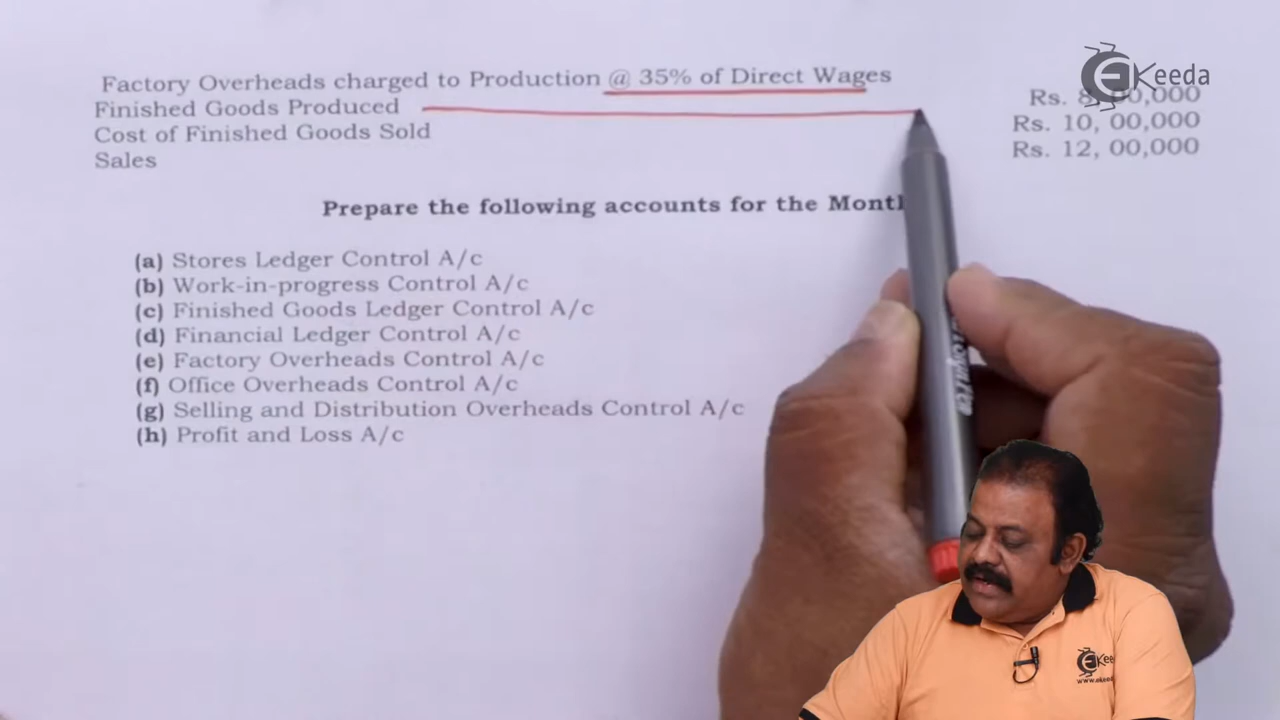 Factory Overheads charged to Production @ 35% of Direct Wages
Finished Goods Produced Rs.
Cost of Finished Goods Sold Rs. 10, 00,000
Sales Rs. 12, 00,000
Prepare the following accounts for the
(a) Stores Ledger Control A/c
(b) Work-in-progress Control A/c
(c) Finished Goods Ledger Control A/c
(d) Financial Ledger Control A/c
(e) Factory Overheads Control A/c
(f) Office Overheads Control A/c
(g) Selling and Distribution Overheads Control A/c
(h) Profit and Loss A/c
eKeeda